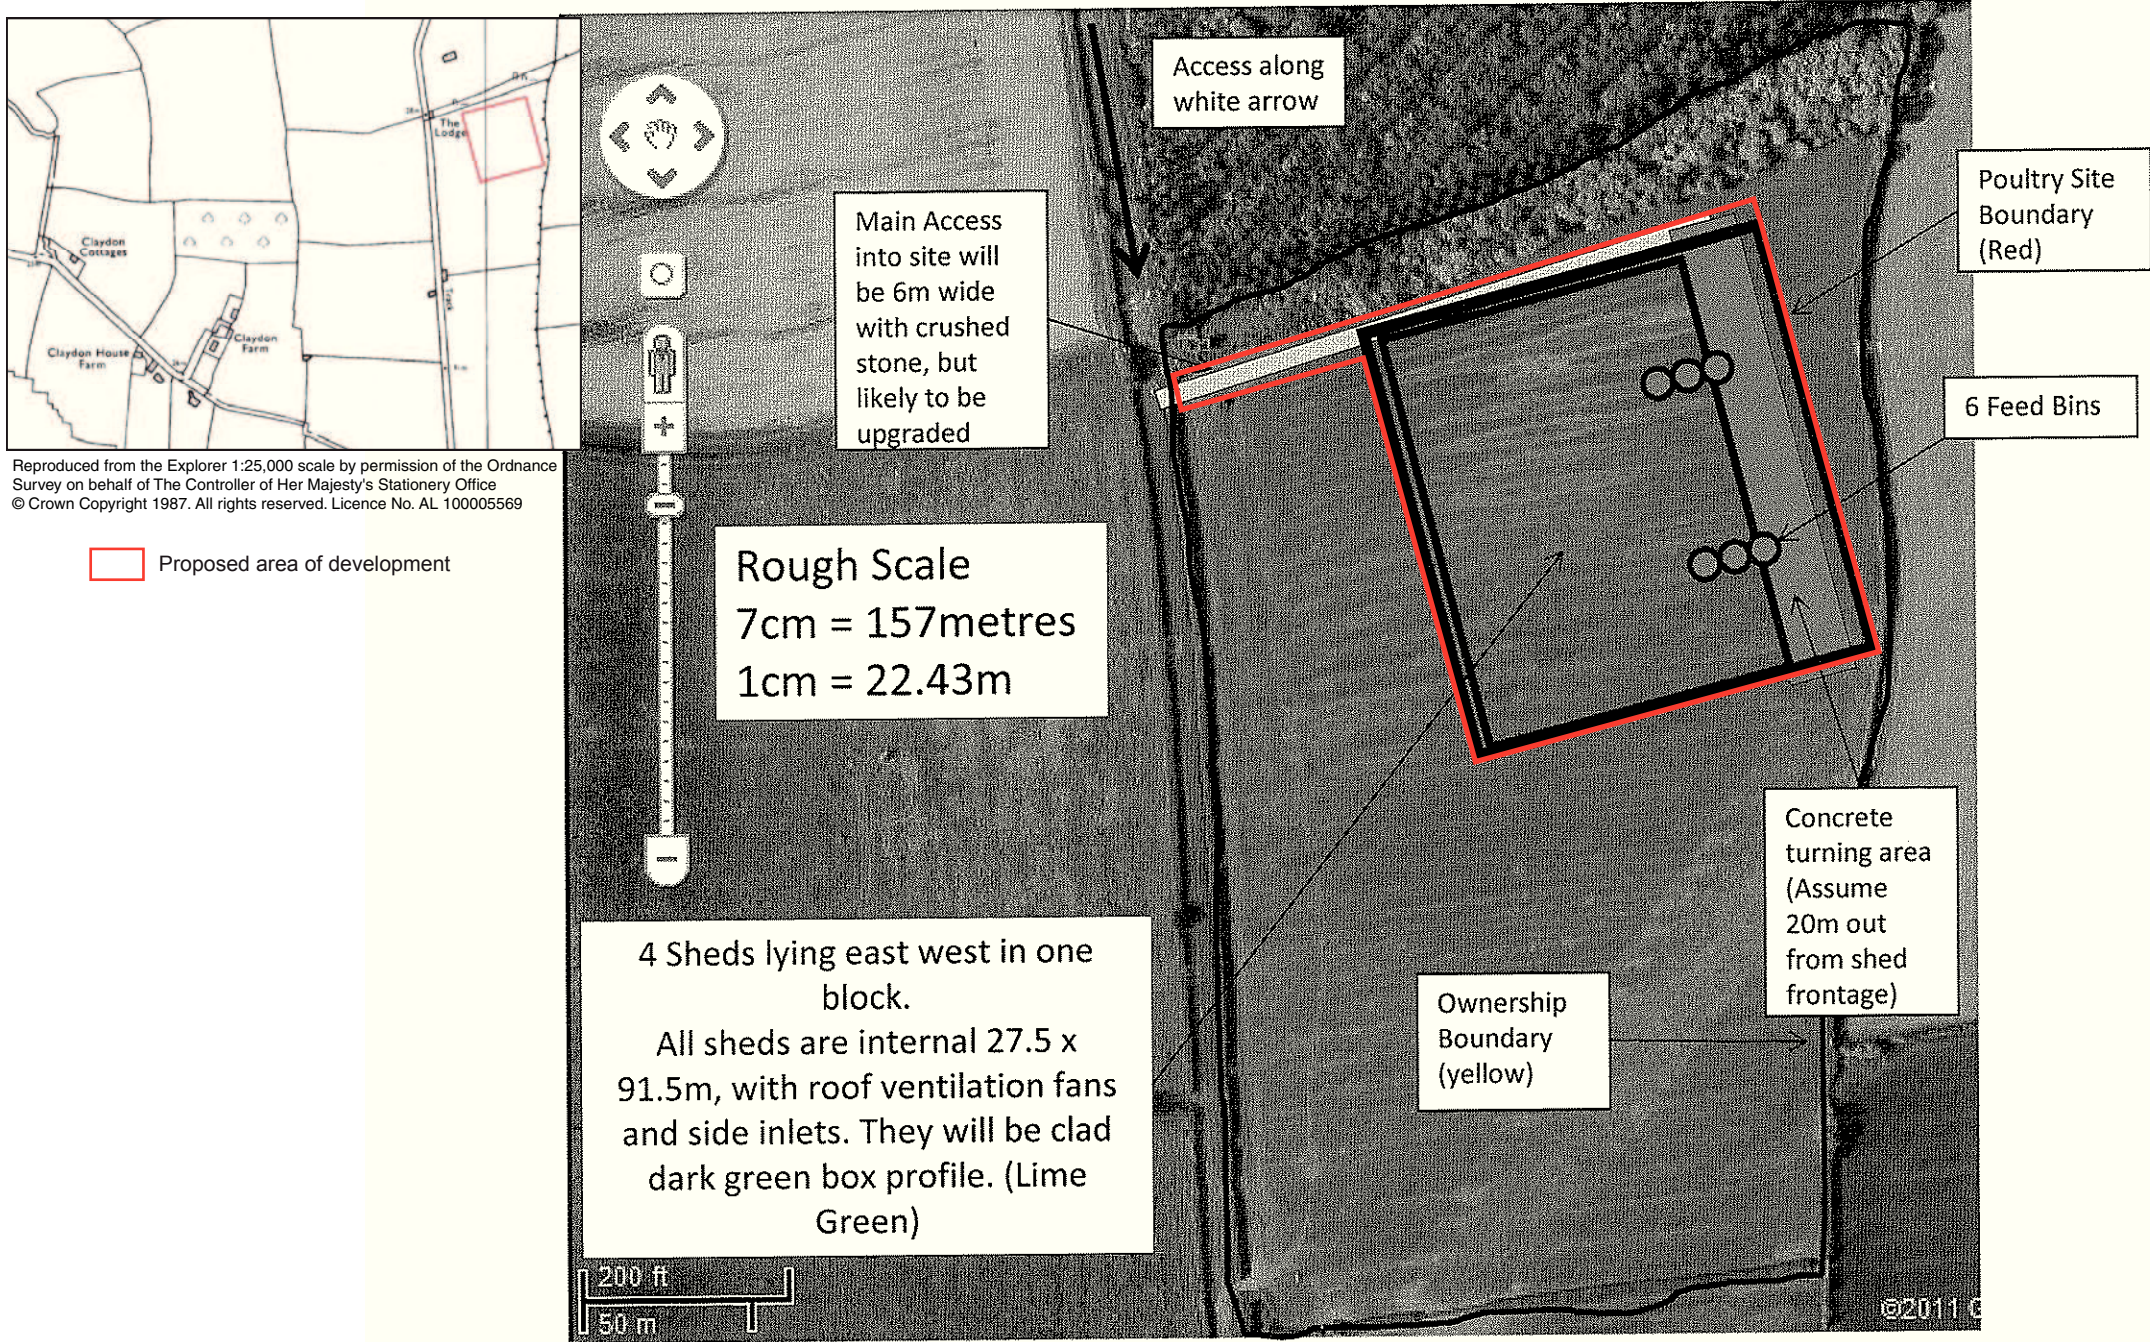 The
Lodge
Claydon
Cottages
Track
Claydon
Farm
Claydon House
Farm
Reproduced from the Explorer 1:25,000 scale by permission of the Ordnance
Survey on behalf of The Controller of Her Majesty's Stationery Office
© Crown Copyright 1987. All rights reserved. Licence No. AL 100005569
Proposed area of development
Access along
white arrow
Main Access
into site will
be 6m wide
with crushed
stone, but
likely to be
upgraded
Poultry Site
Boundary
(Red)
6 Feed Bins
Rough Scale
7cm = 157metres
1cm = 22.43m
Concrete
turning area
(Assume
20m out
from shed
frontage)
4 Sheds lying east west in one
block.
All sheds are internal 27.5 x
91.5m, with roof ventilation fans
and side inlets. They will be clad
dark green box profile. (Lime
Green)
Ownership
Boundary
(yellow)
200 ft
50 m
©2011